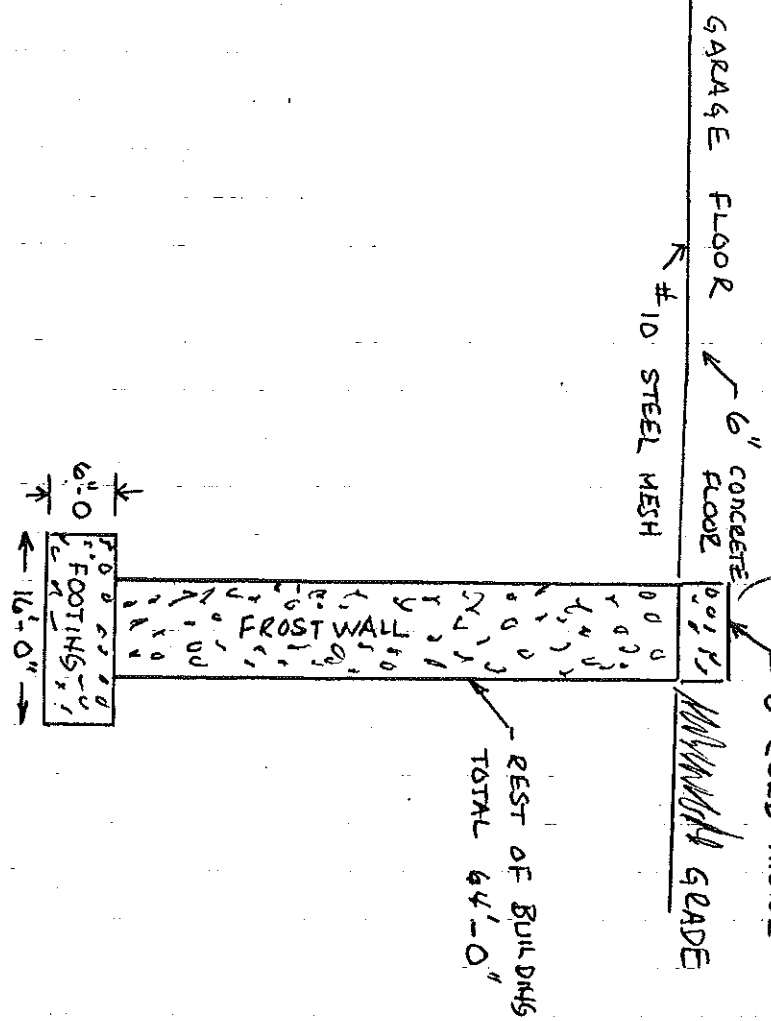 GARAGE FLOOR
6" CONCRETE
FLOOR
#10 STEEL MESH
GRADE
FROST WALL
REST OF BUILDING
TOTAL 64'-0"
6"-0
FOOTING
16'-0"